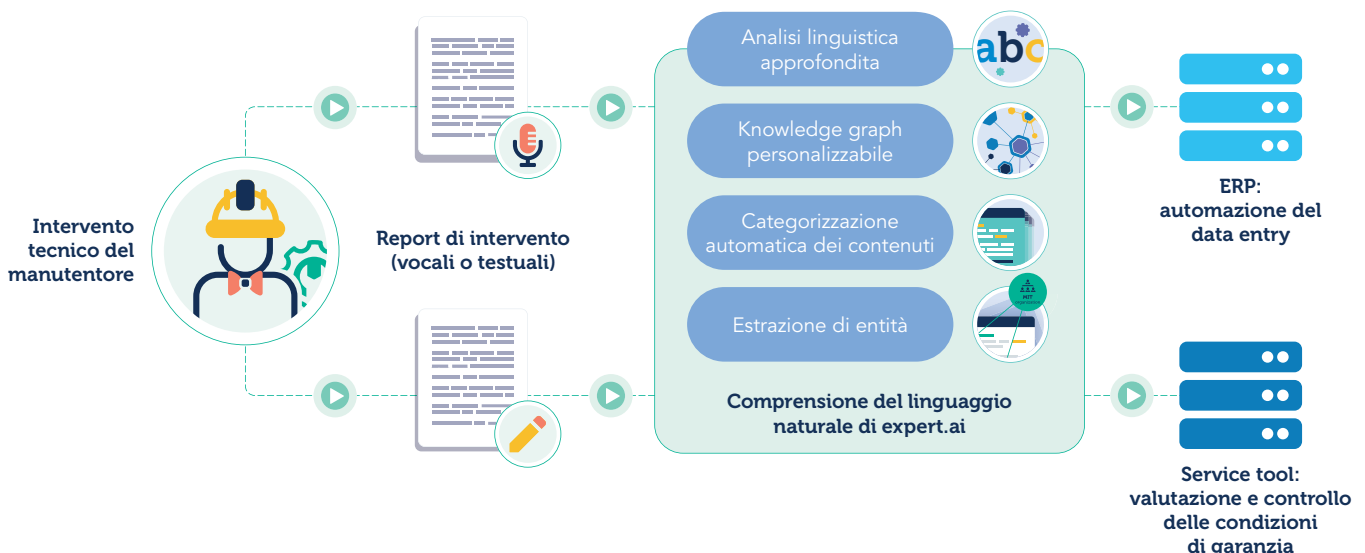 Intervento
tecnico del
manutentore
Report di intervento
(vocali o testuali)
Analisi linguistica
approfondita
abc
Knowledge graph
personalizzabile
Categorizzazione
automatica dei contenuti
Estrazione di entità
Comprensione del linguaggio
naturale di expert.ai
ERP:
automazione del
data entry
Service tool:
valutazione e controllo
delle condizioni
di garanzia